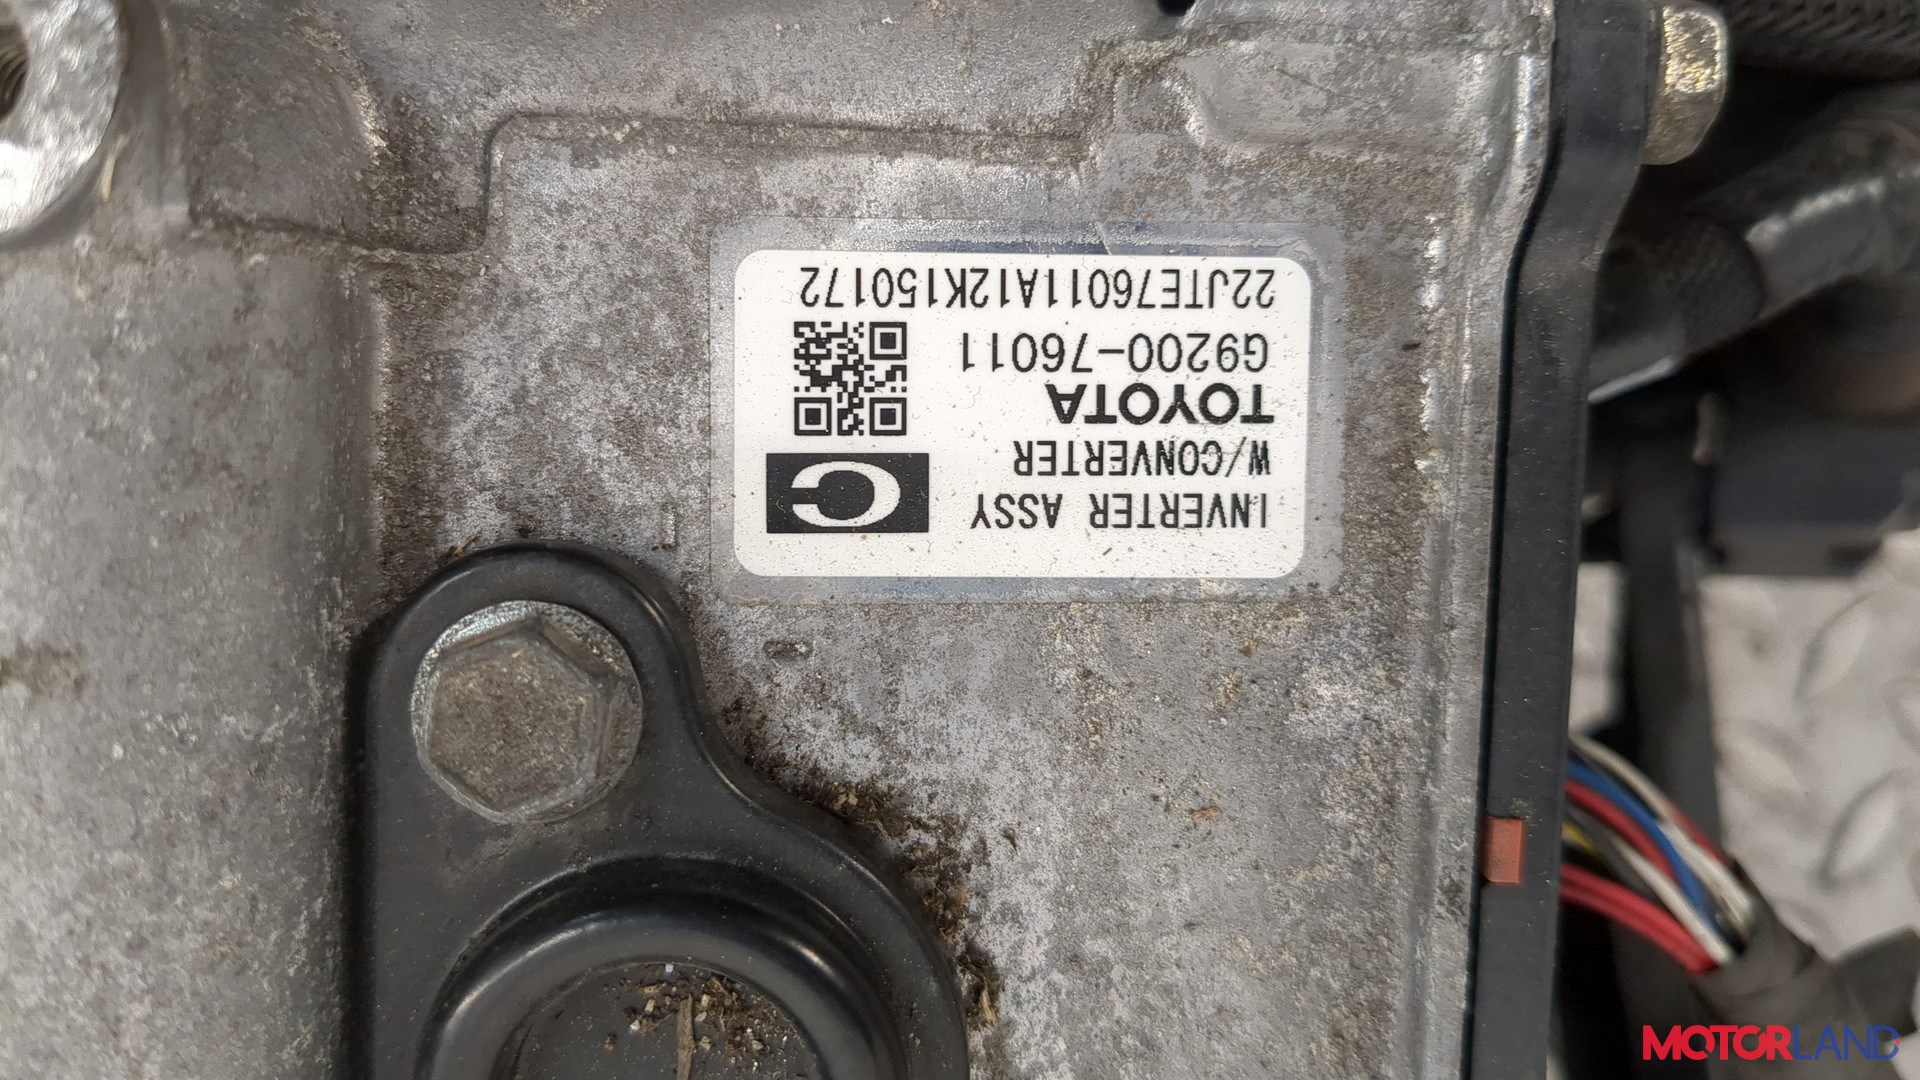 INVERTER ASSY
W/CONVERTER
TOYOTA
G9200-76011
22JTE76011A12K150172
C
MOTORLAND